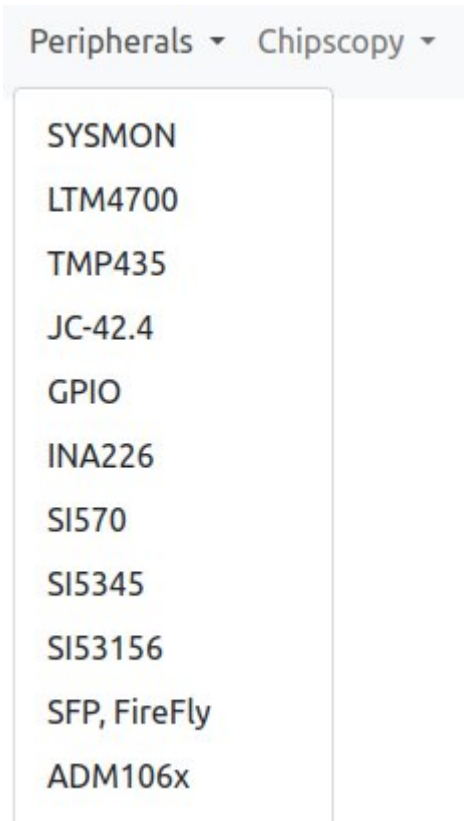 Peripherals Chipscopy
SYSMON
LTM4700
TMP435
JC-42.4
GPIO
INA226
SI570
SI5345
SI53156
SFP, FireFly
ADM106x